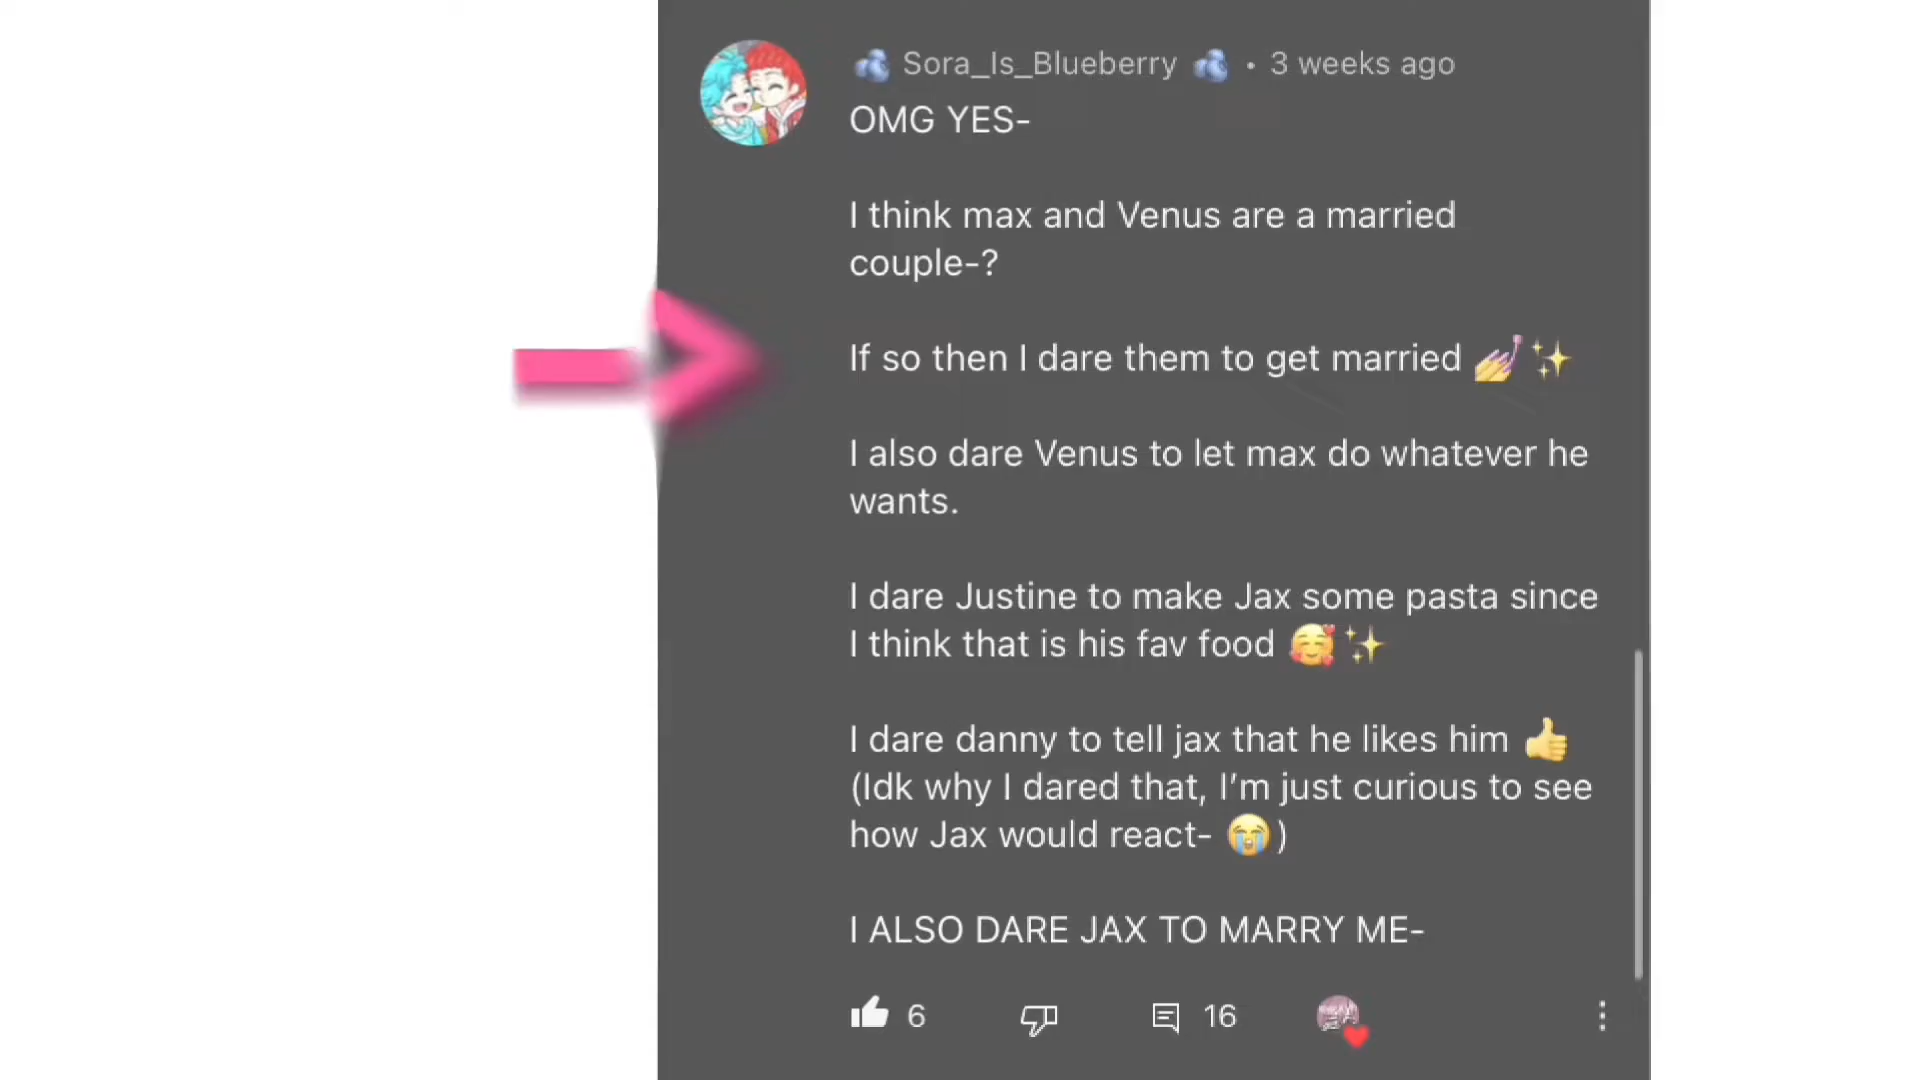 🫐 Sora_Is_Blueberry 🫐 • 3 weeks ago
OMG YES-
I think max and Venus are a married
couple-?
If so then I dare them to get married 💅✨
I also dare Venus to let max do whatever he
wants.
I dare Justine to make Jax some pasta since
I think that is his fav food 🥰✨
I dare danny to tell jax that he likes him 👍
(Idk why I dared that, I’m just curious to see
how Jax would react- 😭)
I ALSO DARE JAX TO MARRY ME-
6 16